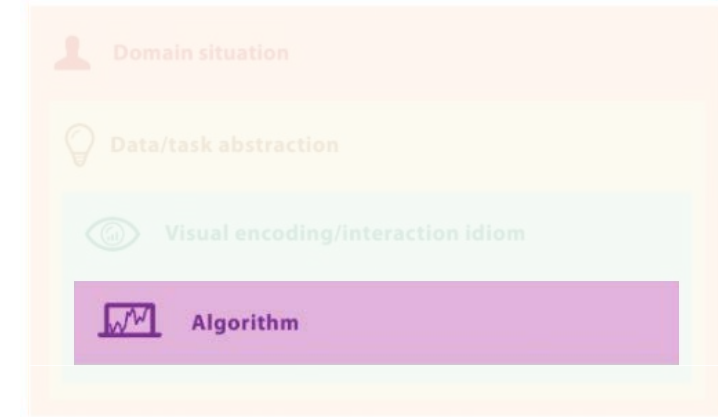 Domain situation
Data/task abstraction
Visual encoding/interaction idiom
Algorithm